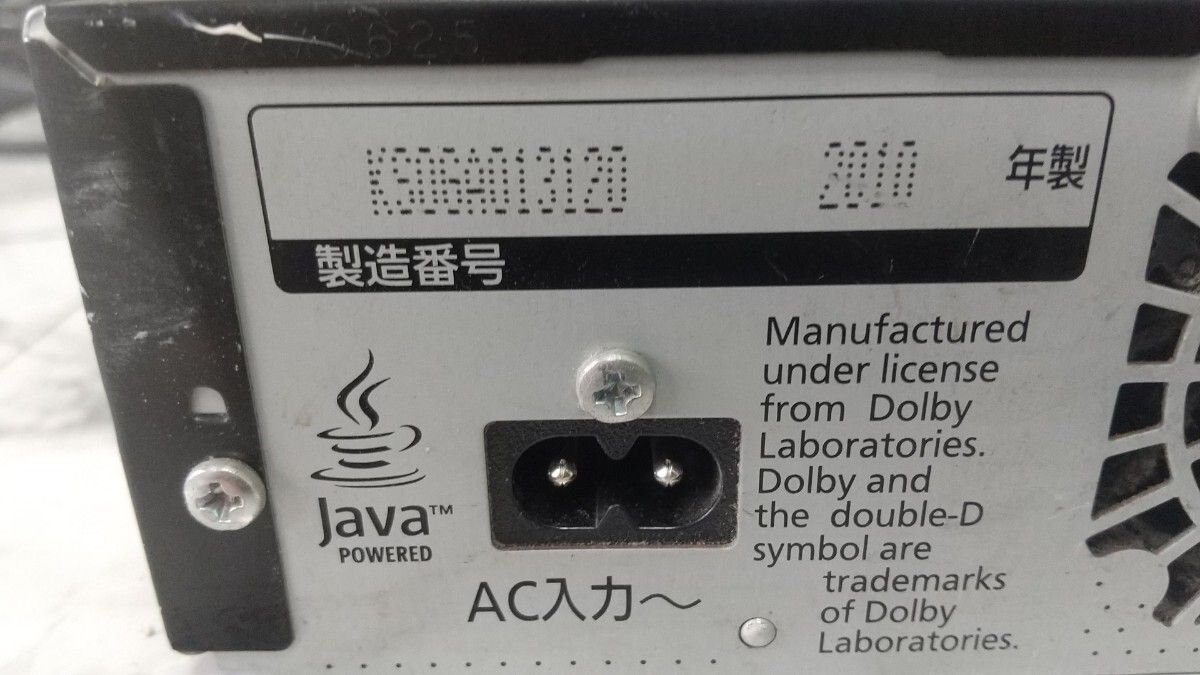 2010 年製
製造番号
Java™
POWERED
AC入力～
Manufactured
under license
from Dolby
Laboratories.
Dolby and
the double-D
symbol are
trademarks
of Dolby
Laboratories.